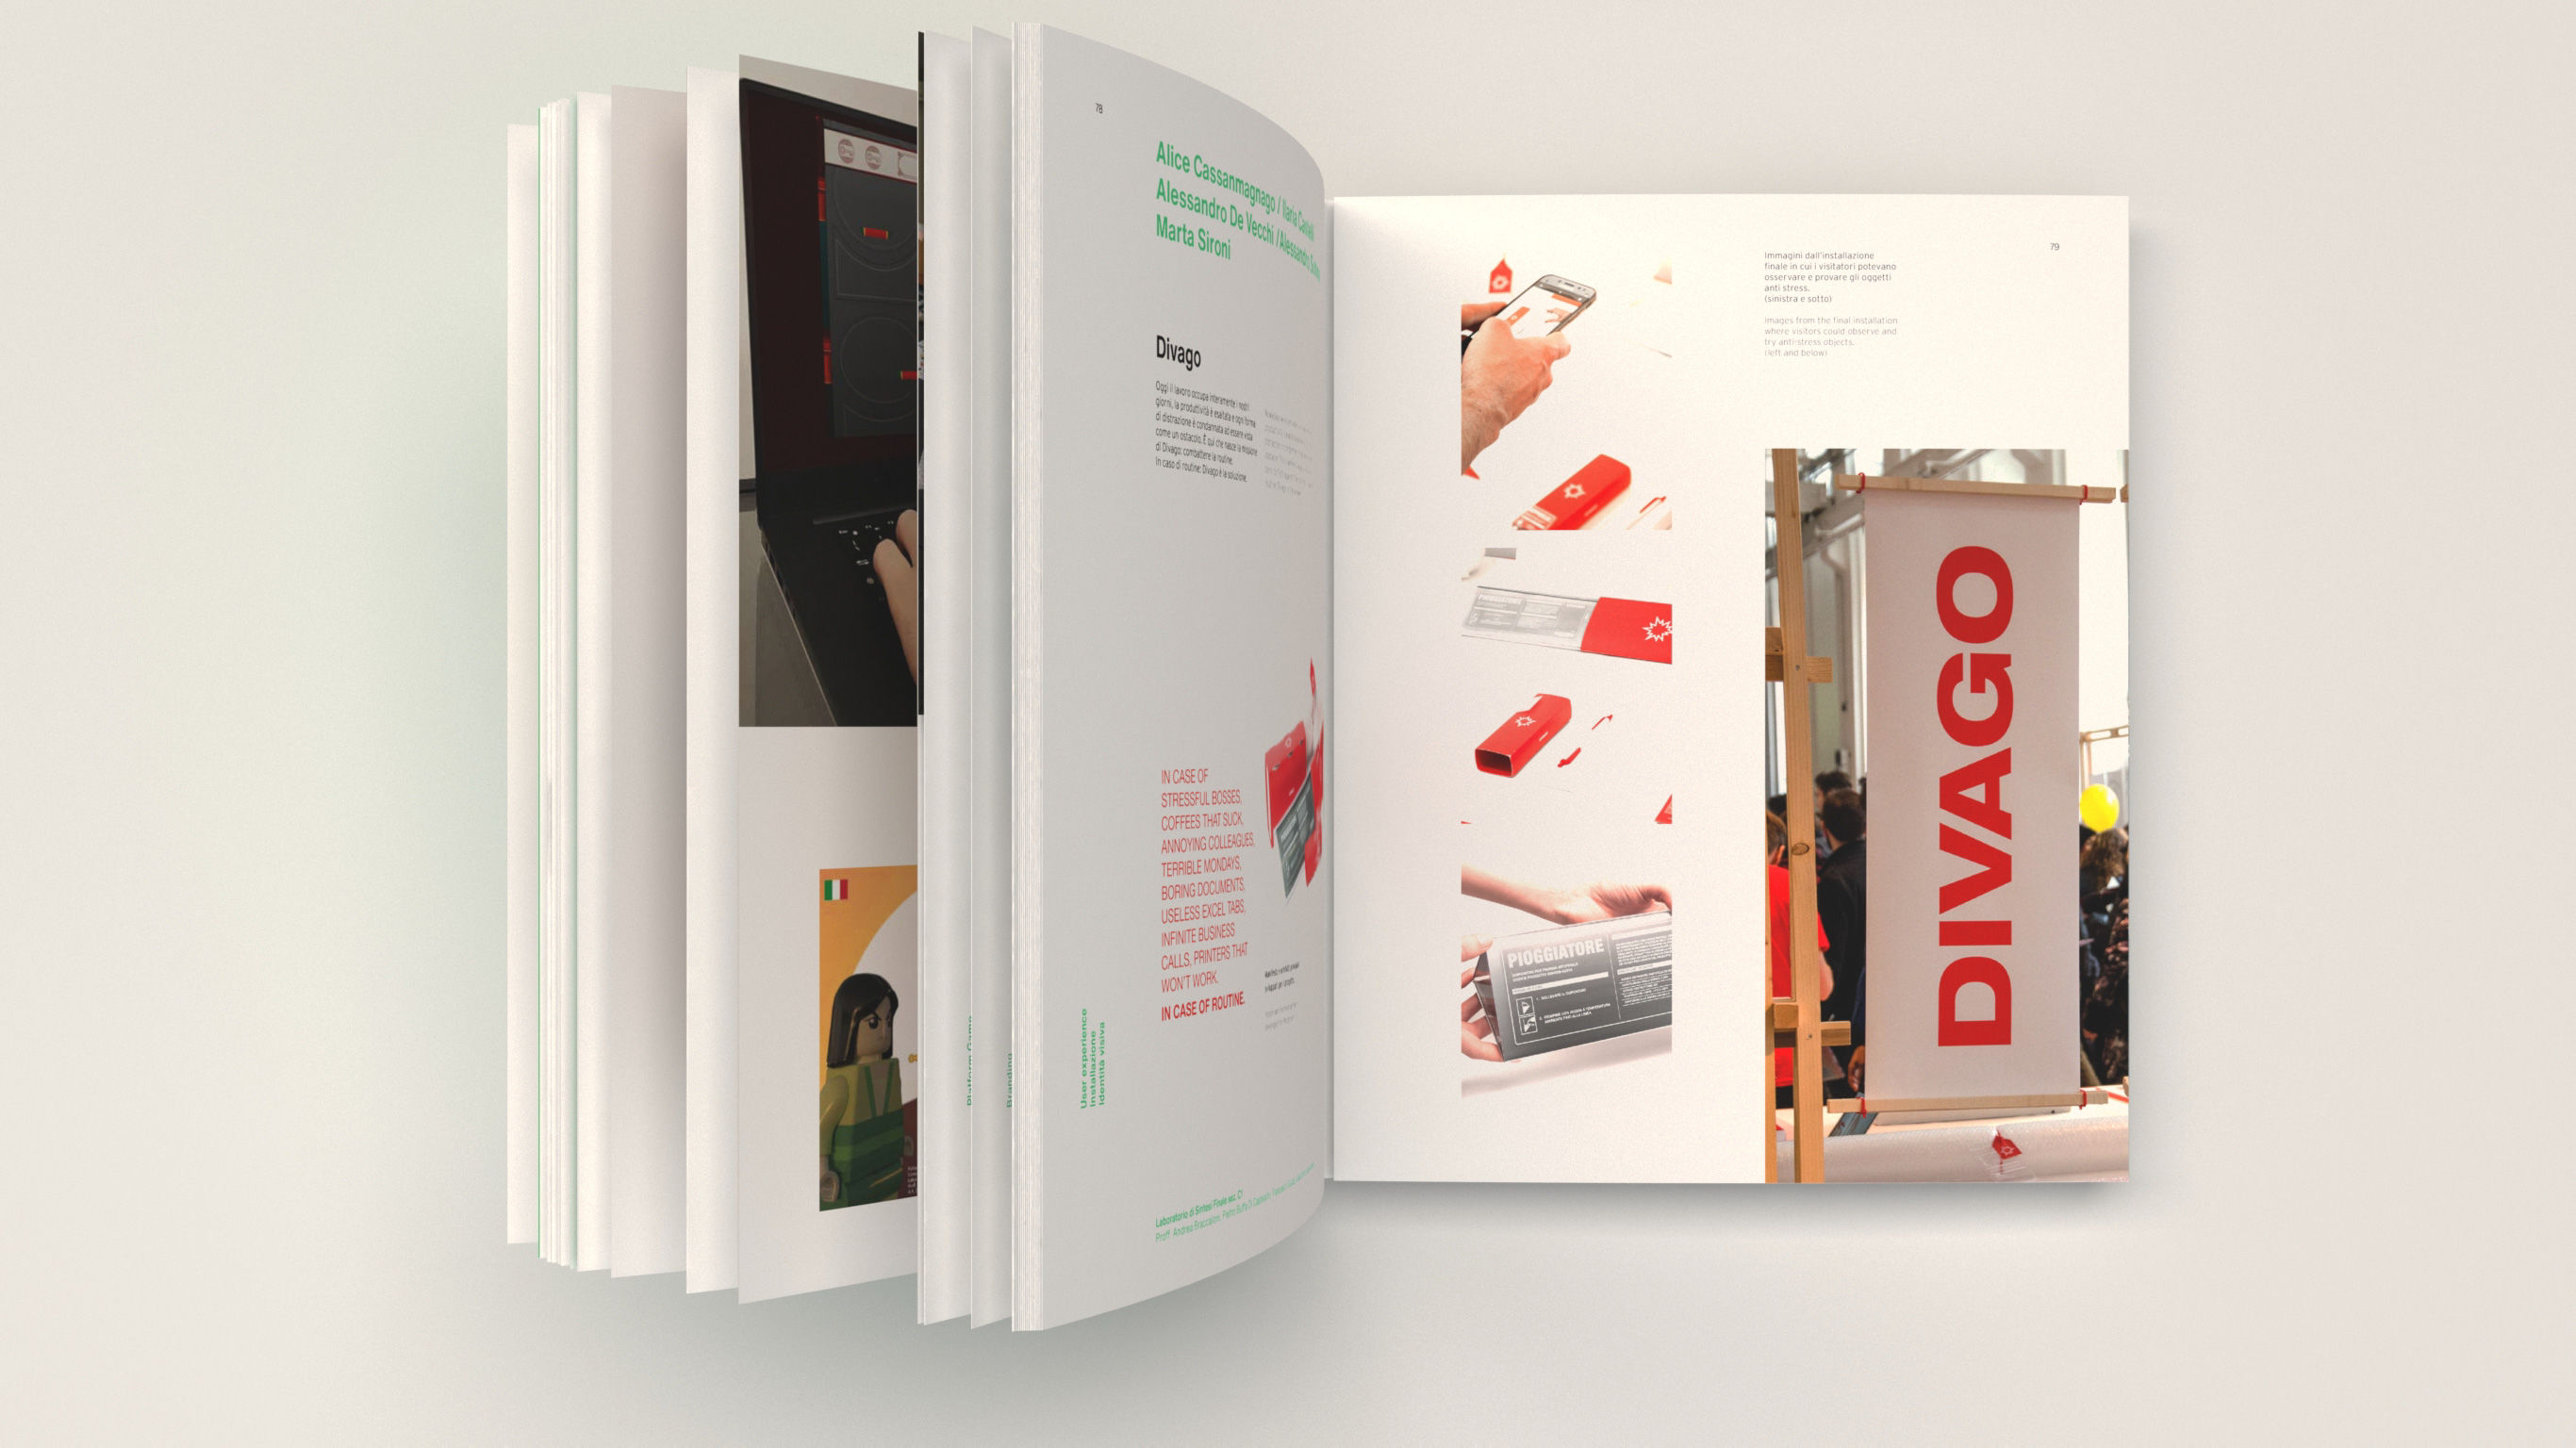 78
Alice Cassanmagnago / Ilaria
Alessandro De Vecchi / Alessandro
Marta Sironi
Divago
Oggi il lavoro occupa interamente i nostri
giorni, la produttività è esaltata e ogni forma
di distrazione è condannata ad essere vista
come un ostacolo. È qui che nasce la missione
di Divago: combattere la routine.
In caso di routine: Divago è la soluzione.
IN CASE OF
STRESSFUL BOSSES,
COFFEES THAT SUCK,
ANNOYING COLLEAGUES,
TERRIBLE MONDAYS,
BORING DOCUMENTS,
USELESS EXCEL TABS,
INFINITE BUSINESS
CALLS, PRINTERS THAT
WON'T WORK.
IN CASE OF ROUTINE.
Platform Game
Branding
User experience
Installazione
Identità visiva
Laboratorio di Sintesi Finale sez. C1
Proff. Andrea Braccaloni, Pietro Buffa Di
79
Immagini dall'installazione
finale in cui i visitatori potevano
osservare e provare gli oggetti
anti stress.
(sinistra e sotto)
Images from the final installation
where visitors could observe and
try anti-stress objects.
(left and below)
PIOGGIATORE
DIVAGO